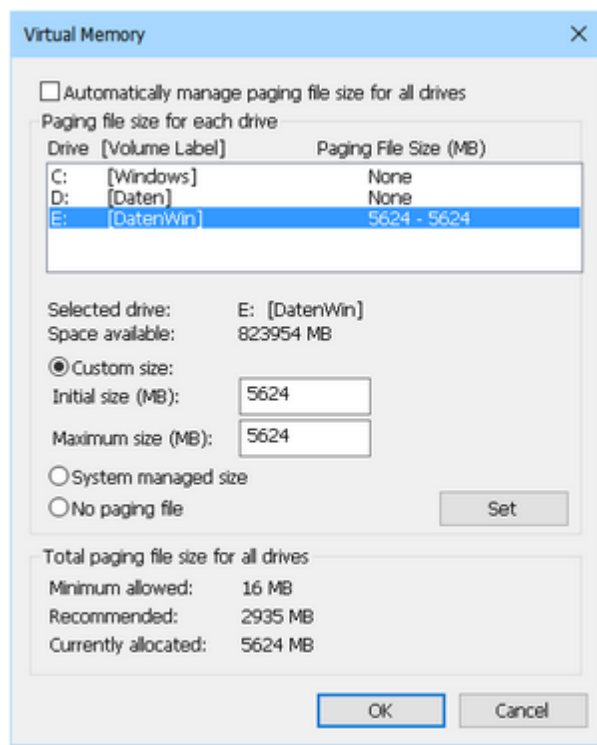 Virtual Memory
Automatically manage paging file size for all drives
Paging file size for each drive
Drive [Volume Label] Paging File Size (MB)
C: [Windows] None
D: [Daten] None
E: [DatenWin] 5624 - 5624
Selected drive: E: [DatenWin]
Space available: 823954 MB
Custom size:
Initial size (MB): 5624
Maximum size (MB): 5624
System managed size
No paging file Set
Total paging file size for all drives
Minimum allowed: 16 MB
Recommended: 2935 MB
Currently allocated: 5624 MB
OK Cancel